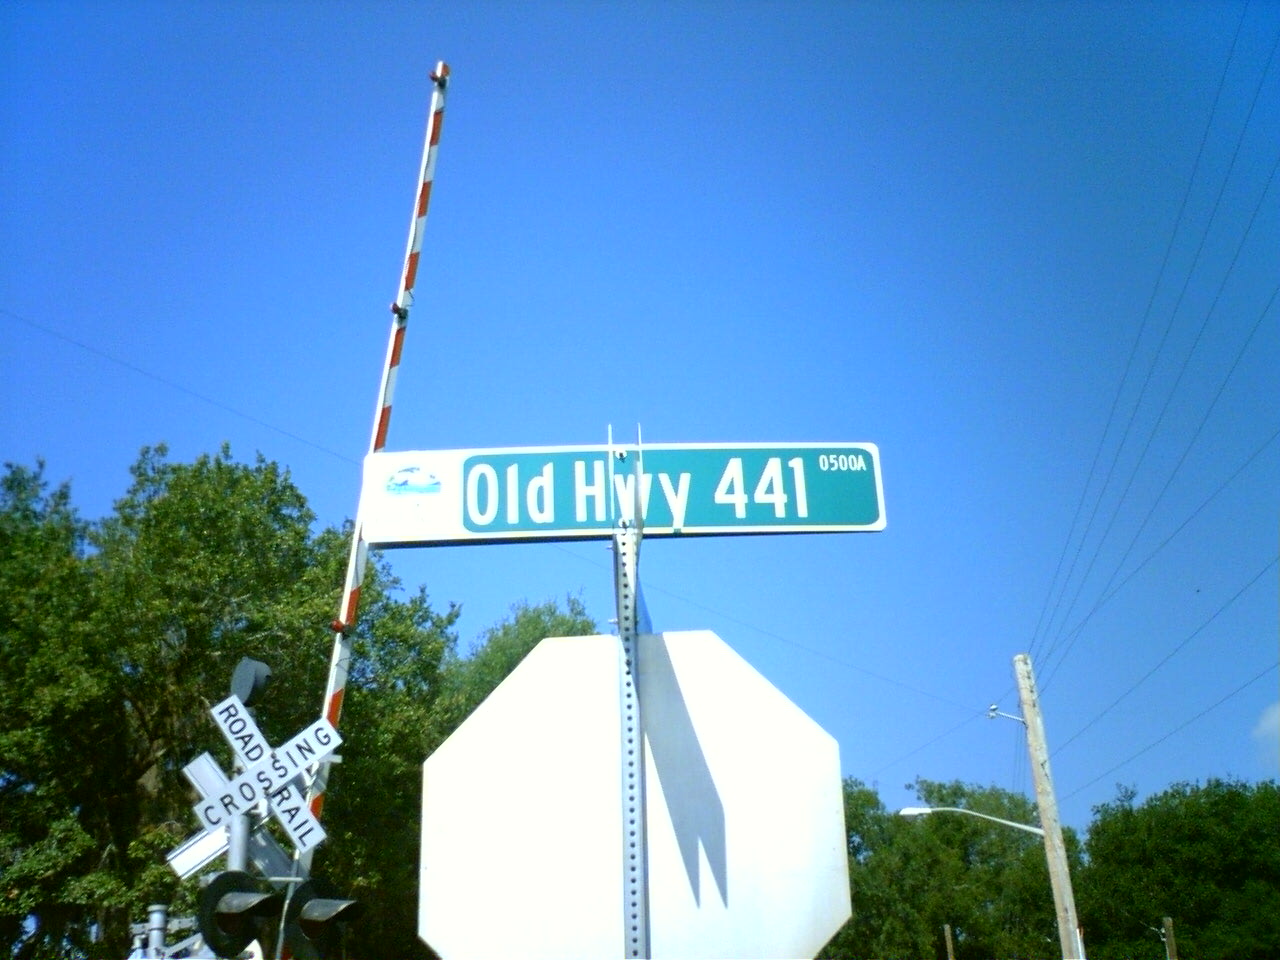 Old Hwy 441 0500A
RAIL
ROAD
CROSSING